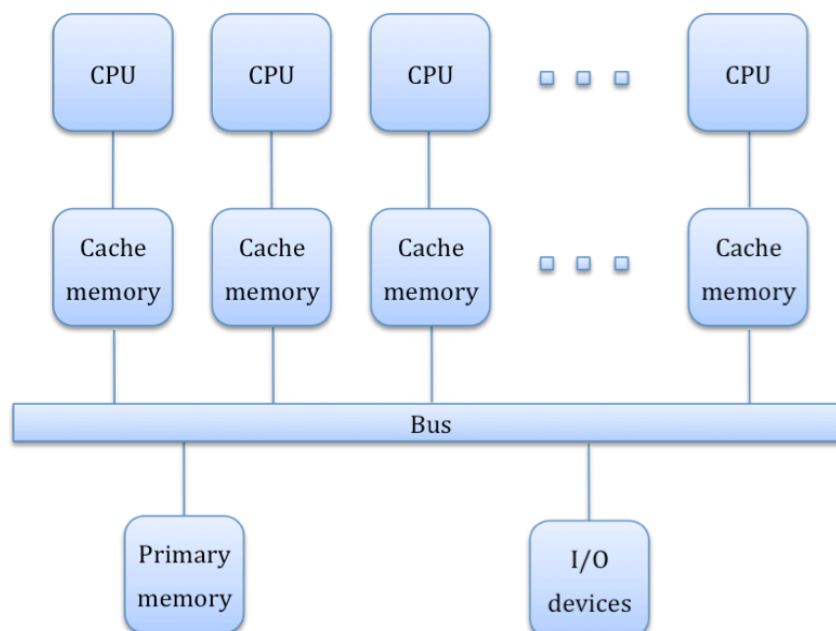 CPU
CPU
CPU
CPU
Cache
memory
Cache
memory
Cache
memory
Cache
memory
Bus
Primary
memory
I/O
devices